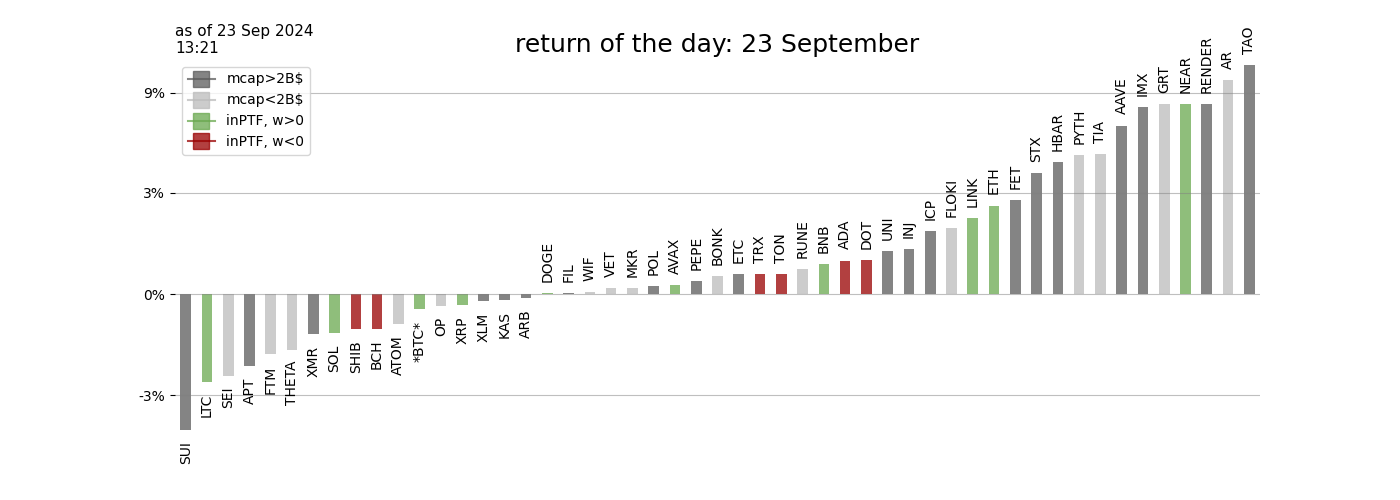 as of 23 Sep 2024
13:21
return of the day: 23 September
mcap>2B$
mcap<2B$
inPTF, w>0
inPTF, w<0
9%
3%
0%
-3%
SUI
LTC
SEI
APT
FTM
THETA
XMR
SOL
SHIB
BCH
ATOM
*BTC*
OP
XRP
XLM
KAS
ARB
DOGE
FIL
WIF
VET
MKR
POL
AVAX
PEPE
BONK
ETC
TRX
TON
RUNE
BNB
ADA
DOT
UNI
INJ
ICP
FLOKI
LINK
ETH
FET
STX
HBAR
PYTH
TIA
AAVE
IMX
GRT
NEAR
RENDER
AR
TAO